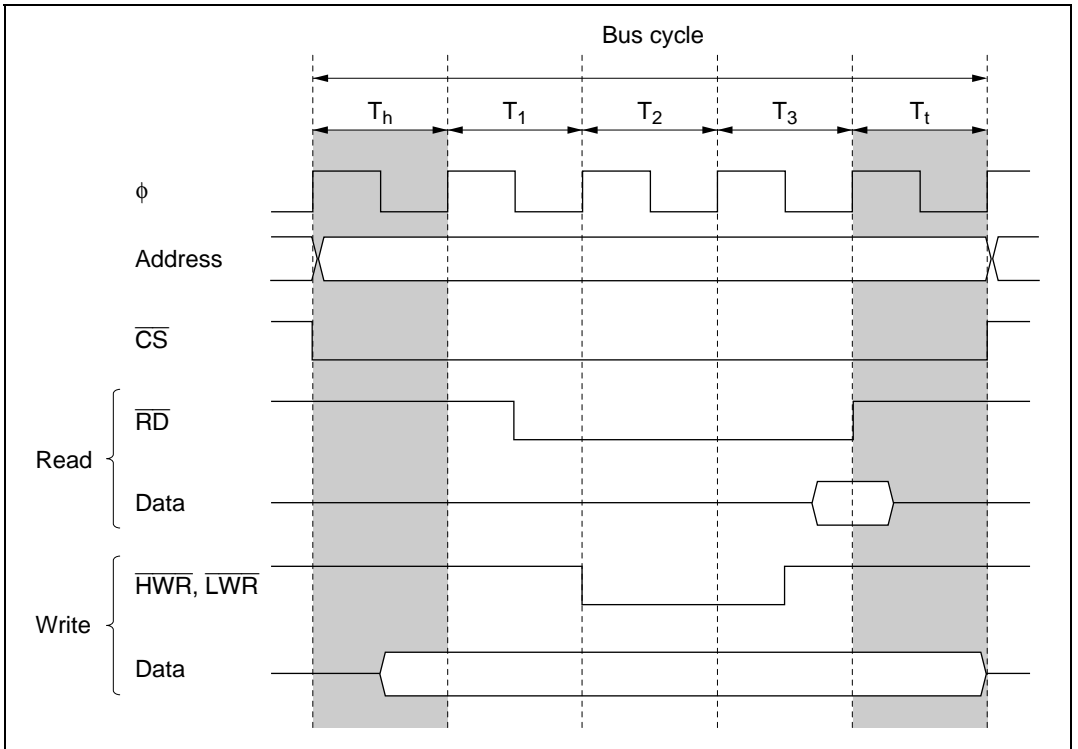 Bus cycle
Th T1 T2 T3 Tt
ϕ
Address
CS
RD
Read
Data
HWR, LWR
Write
Data